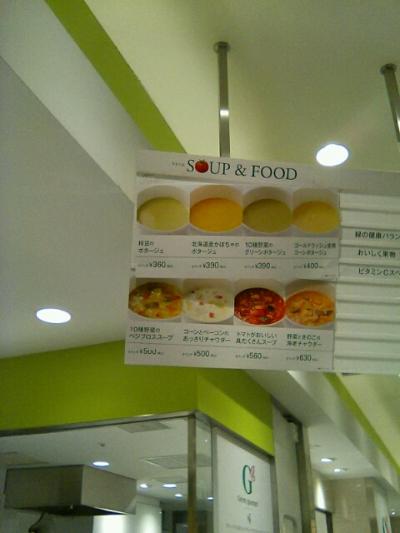 SOUP & FOOD
枝豆の
ポタージュ
¥360
北海道産かぼちゃの
ポタージュ
¥390
10種野菜の
グリーンポタージュ
¥390
ゴールドラッシュ使用
コーンポタージュ
¥400
10種野菜の
ベジブロススープ
¥500
コーンとベーコンの
あっさりチャウダー
¥500
トマトがおいしい
具だくさんスープ
¥560
野菜ときのこの
海老チャウダー
¥630
緑の健康バラン
おいしく果物
ビタミンCスペ
G